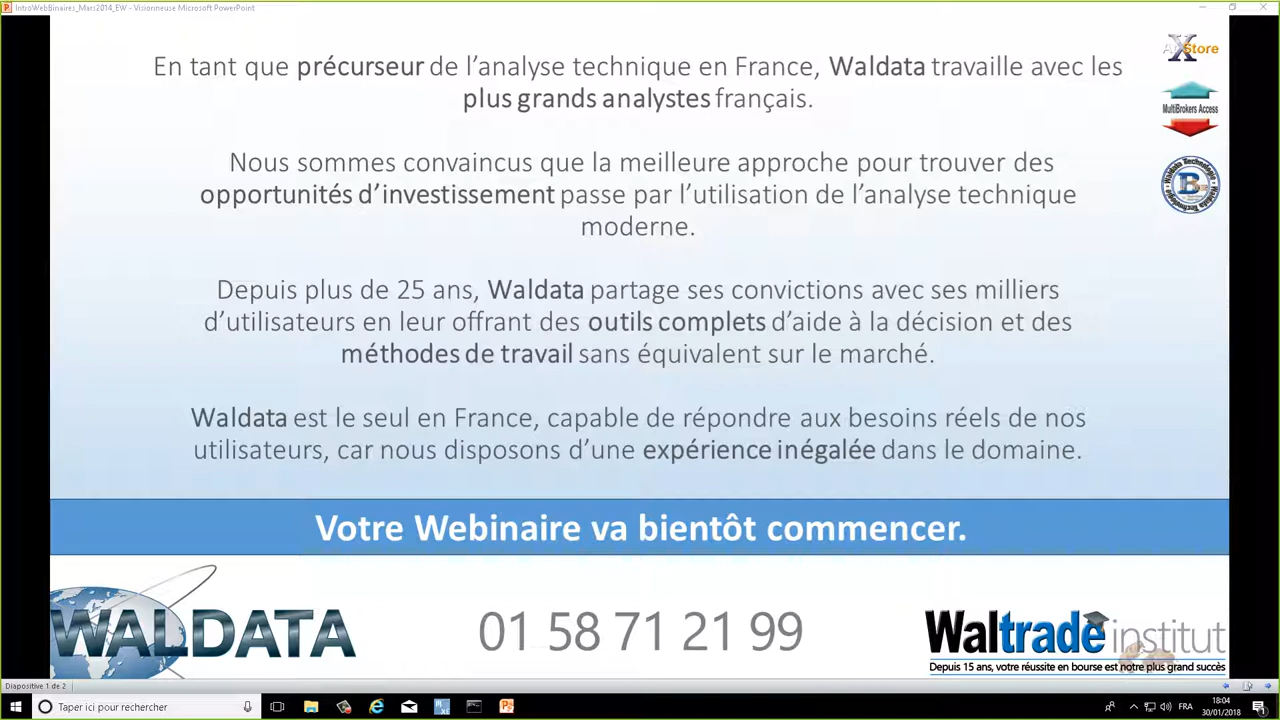 IntroWebBinaires_Mars2014_EW - Visionneuse Microsoft PowerPoint
En tant que précurseur de l'analyse technique en France, Waldata travaille avec les
plus grands analystes français.
Nous sommes convaincus que la meilleure approche pour trouver des
opportunités d'investissement passe par l'utilisation de l'analyse technique
moderne.
Depuis plus de 25 ans, Waldata partage ses convictions avec ses milliers
d'utilisateurs en leur offrant des outils complets d'aide à la décision et des
méthodes de travail sans équivalent sur le marché.
Waldata est le seul en France, capable de répondre aux besoins réels de nos
utilisateurs, car nous disposons d'une expérience inégalée dans le domaine.
Store
MultiBrokers Access
Waldata Technologie
B
Votre Webinaire va bientôt commencer.
WALDATA
01 58 71 21 99
Waltrade institut
Depuis 15 ans, votre réussite en bourse est notre plus grand succès
Diapositive 1 de 2
Taper ici pour rechercher
FRA
18:04
30/01/2018